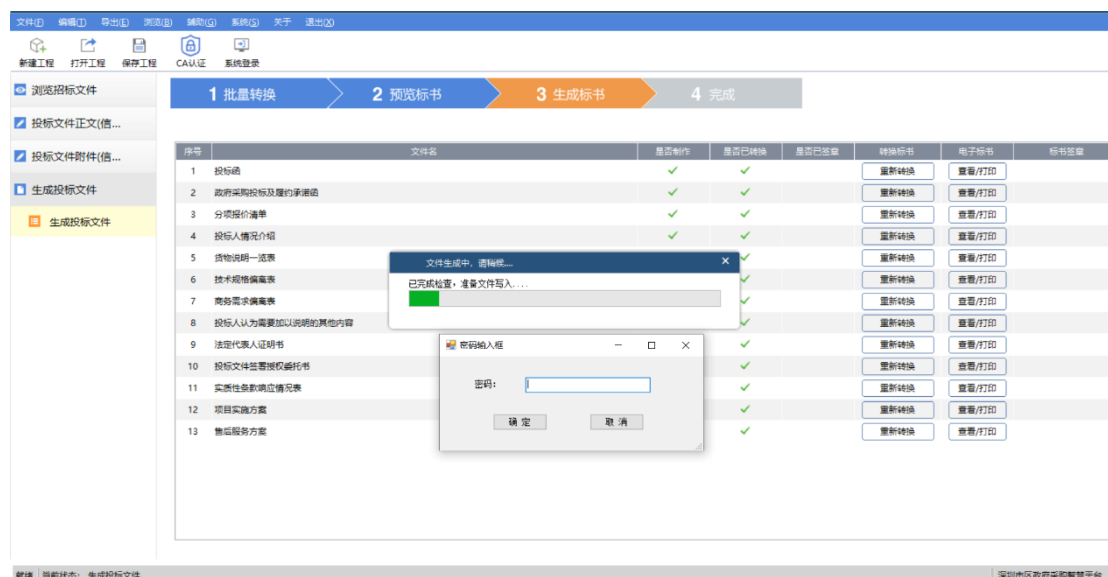 文件(F) 编辑(T) 导出(E) 浏览(B) 辅助(G) 系统(S) 关于 退出(X)
新建工程 打开工程 保存工程 CA认证 系统登录
浏览招标文件
投标文件正文(信...
投标文件附件(信...
生成投标文件
生成投标文件
1 批量转换 2 预览标书 3 生成标书 4 完成
序号 文件名 是否制作 是否已转换 是否已签章 转换标书 电子标书 标书签章
1 投标函 重新转换 查看/打印
2 政府采购投标及履约承诺函 重新转换 查看/打印
3 分项报价清单 重新转换 查看/打印
4 投标人情况介绍 重新转换 查看/打印
5 货物说明一览表 重新转换 查看/打印
6 技术规格偏离表 重新转换 查看/打印
7 商务需求偏离表 重新转换 查看/打印
8 投标人认为需要加以说明的其他内容 重新转换 查看/打印
9 法定代表人证明书 重新转换 查看/打印
10 投标文件签署授权委托书 重新转换 查看/打印
11 实质性条款响应情况表 重新转换 查看/打印
12 项目实施方案 重新转换 查看/打印
13 售后服务方案 重新转换 查看/打印
文件生成中，请稍候....
已完成检查，准备文件写入....
密码输入框
密码：
确 定 取 消
就绪 当前状态： 生成投标文件 深圳市区政府采购智慧平台